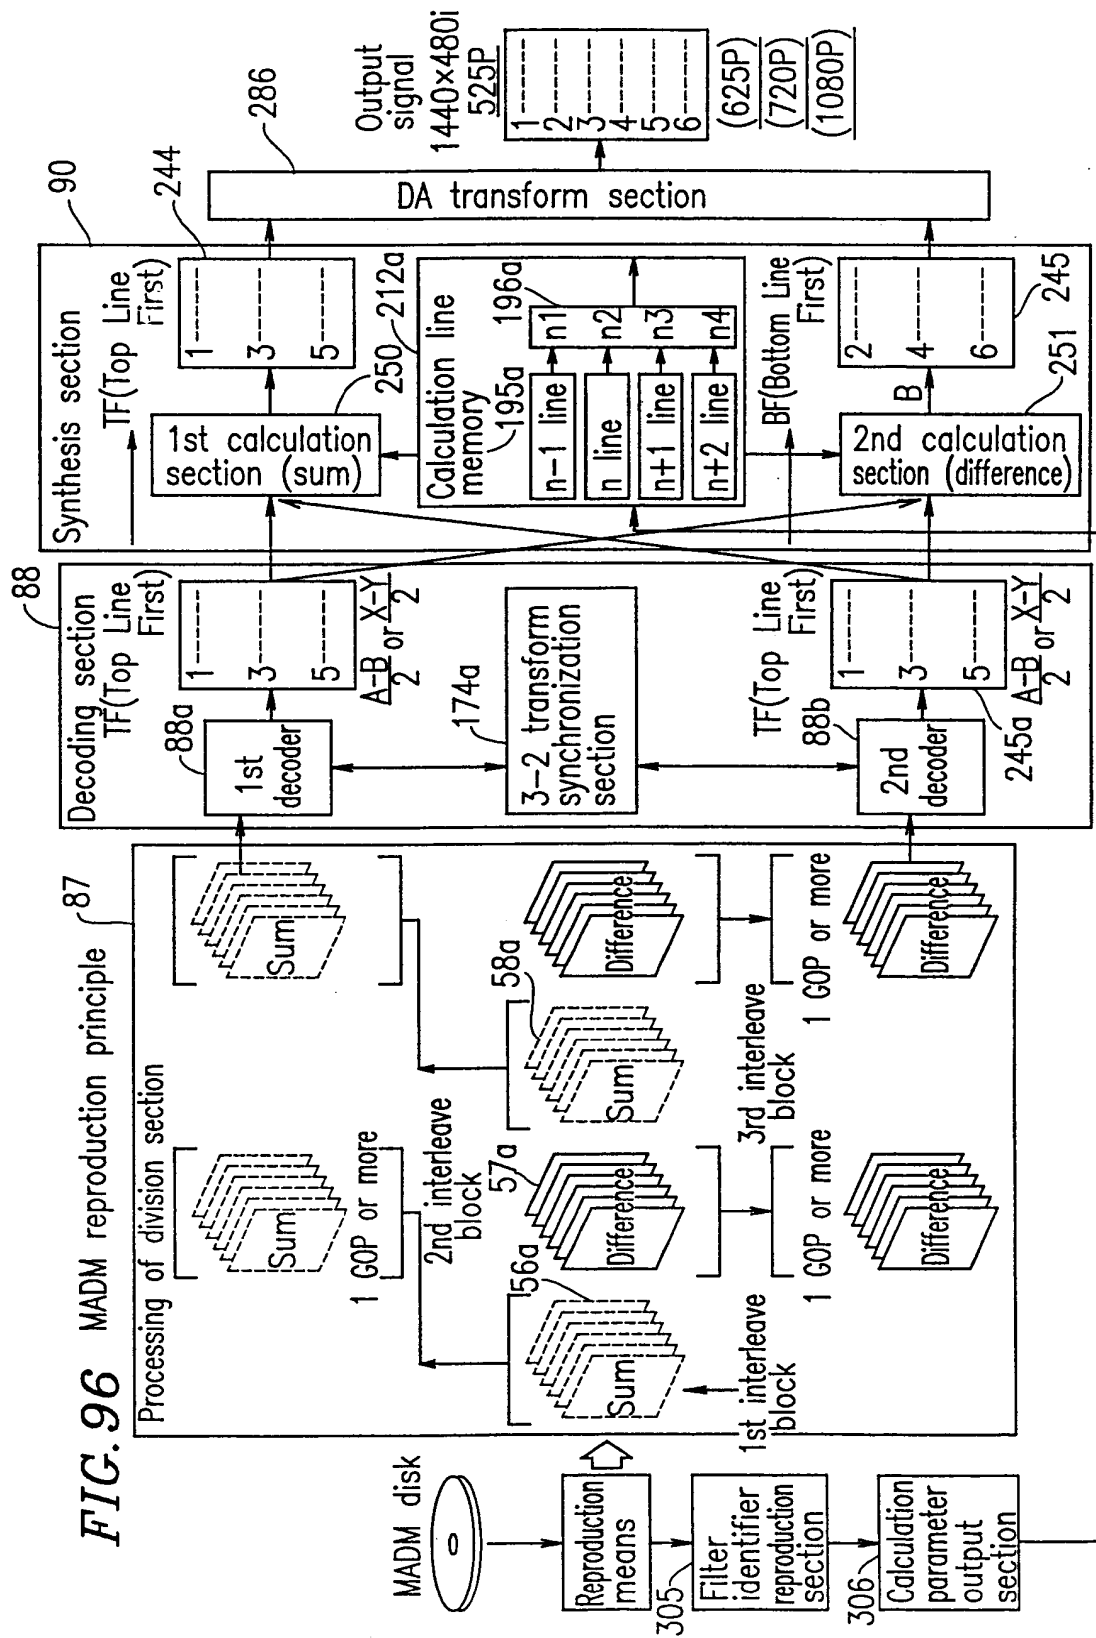 FIG. 96
MADM reproduction principle
87
Processing of division section
MADM disk
Reproduction
means
305
Filter
identifier
reproduction
section
306
Calculation
parameter
output
section
Sum
1 GOP or more
Sum
2nd interleave
block
56a
Sum
1st interleave
block
57a
Difference
58a
Sum
3rd interleave
block
Difference
1 GOP or more
Difference
1 GOP or more
Difference
88
Decoding section
TF(Top Line
First)
88a
1st
decoder
1
3
5
A-B
2
or
X-Y
2
174a
3-2 transform
synchronization
section
TF(Top Line
First)
88b
2nd
decoder
1
3
5
245a
A-B
2
or
X-Y
2
90
Synthesis section
TF(Top Line
First)
244
1st calculation
section (sum)
250
1
3
5
212a
Calculation line
memory
195a
196a
n-1 line
n line
n+1 line
n+2 line
n1
n2
n3
n4
BF(Bottom Line
First)
2nd calculation
section (difference)
B
251
2
4
6
245
286
DA transform section
Output
signal
1440×480i
525P
1
2
3
4
5
6
(625P)
(720P)
(1080P)